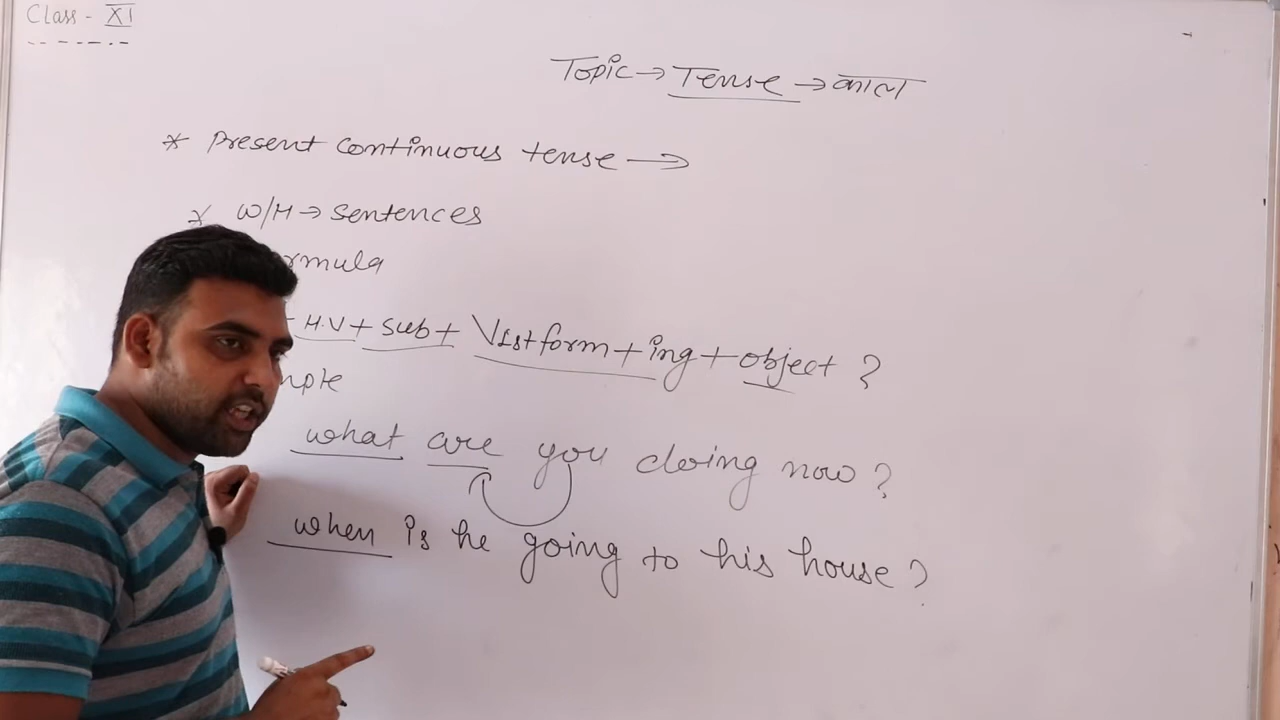 Class - XI
Topic → Tense → काल
* Present continuous tense →
* W/H → sentences
rmula
H.V + Sub + VIst form + ing + object ?
mple
what are you doing now?
when is he going to his house?